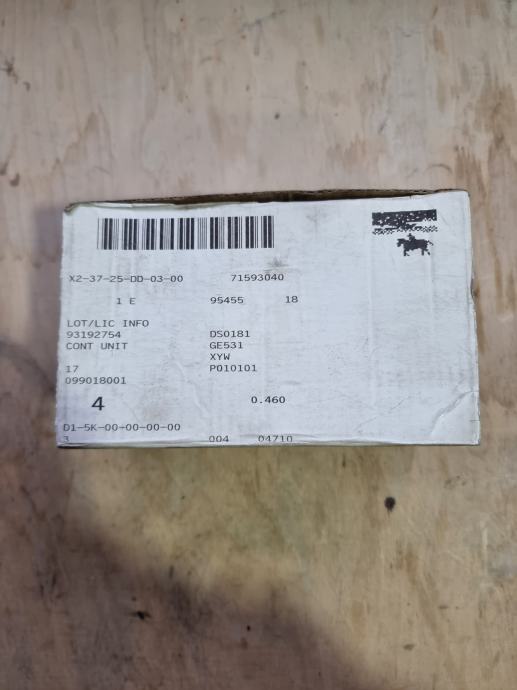 X2-37-25-DD-03-00 71593040
1 E 95455 18
LOT/LIC INFO
93192754 DS0181
CONT UNIT GE531
XYW
17 P010101
099018001
4 0.460
D1-5K-00-00-00-00
3 004 04710